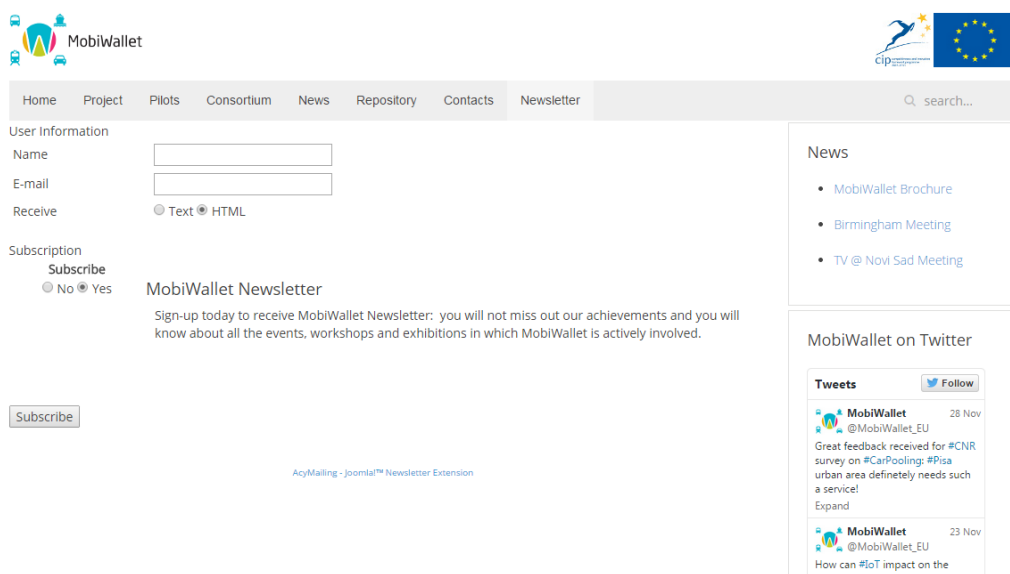 MobiWallet
cip
Home Project Pilots Consortium News Repository Contacts Newsletter search...
User Information
Name
E-mail
Receive Text HTML
Subscription
Subscribe
No Yes
MobiWallet Newsletter
Sign-up today to receive MobiWallet Newsletter: you will not miss out our achievements and you will
know about all the events, workshops and exhibitions in which MobiWallet is actively involved.
Subscribe
AcyMailing - Joomla!™ Newsletter Extension
News
MobiWallet Brochure
Birmingham Meeting
TV @ Novi Sad Meeting
MobiWallet on Twitter
Tweets Follow
MobiWallet 28 Nov
@MobiWallet_EU
Great feedback received for #CNR
survey on #CarPooling: #Pisa
urban area definetely needs such
a service!
Expand
MobiWallet 23 Nov
@MobiWallet_EU
How can #IoT impact on the